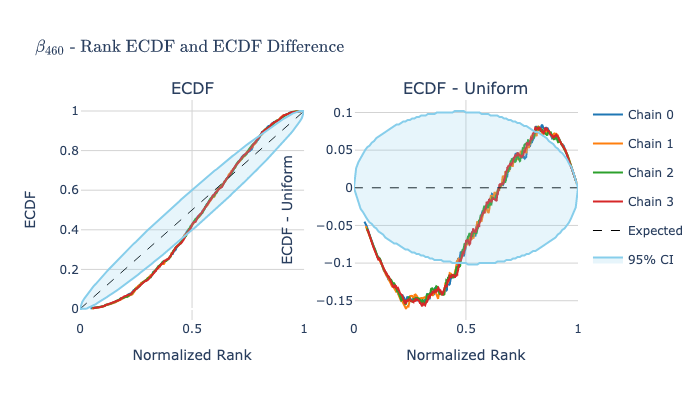 β460 - Rank ECDF and ECDF Difference
ECDF
ECDF - Uniform
ECDF
1
0.8
0.6
0.4
0.2
0
0
0.5
1
Normalized Rank
ECDF - Uniform
0.1
0.05
0
−0.05
−0.1
−0.15
0
0.5
1
Normalized Rank
Chain 0
Chain 1
Chain 2
Chain 3
Expected
95% CI